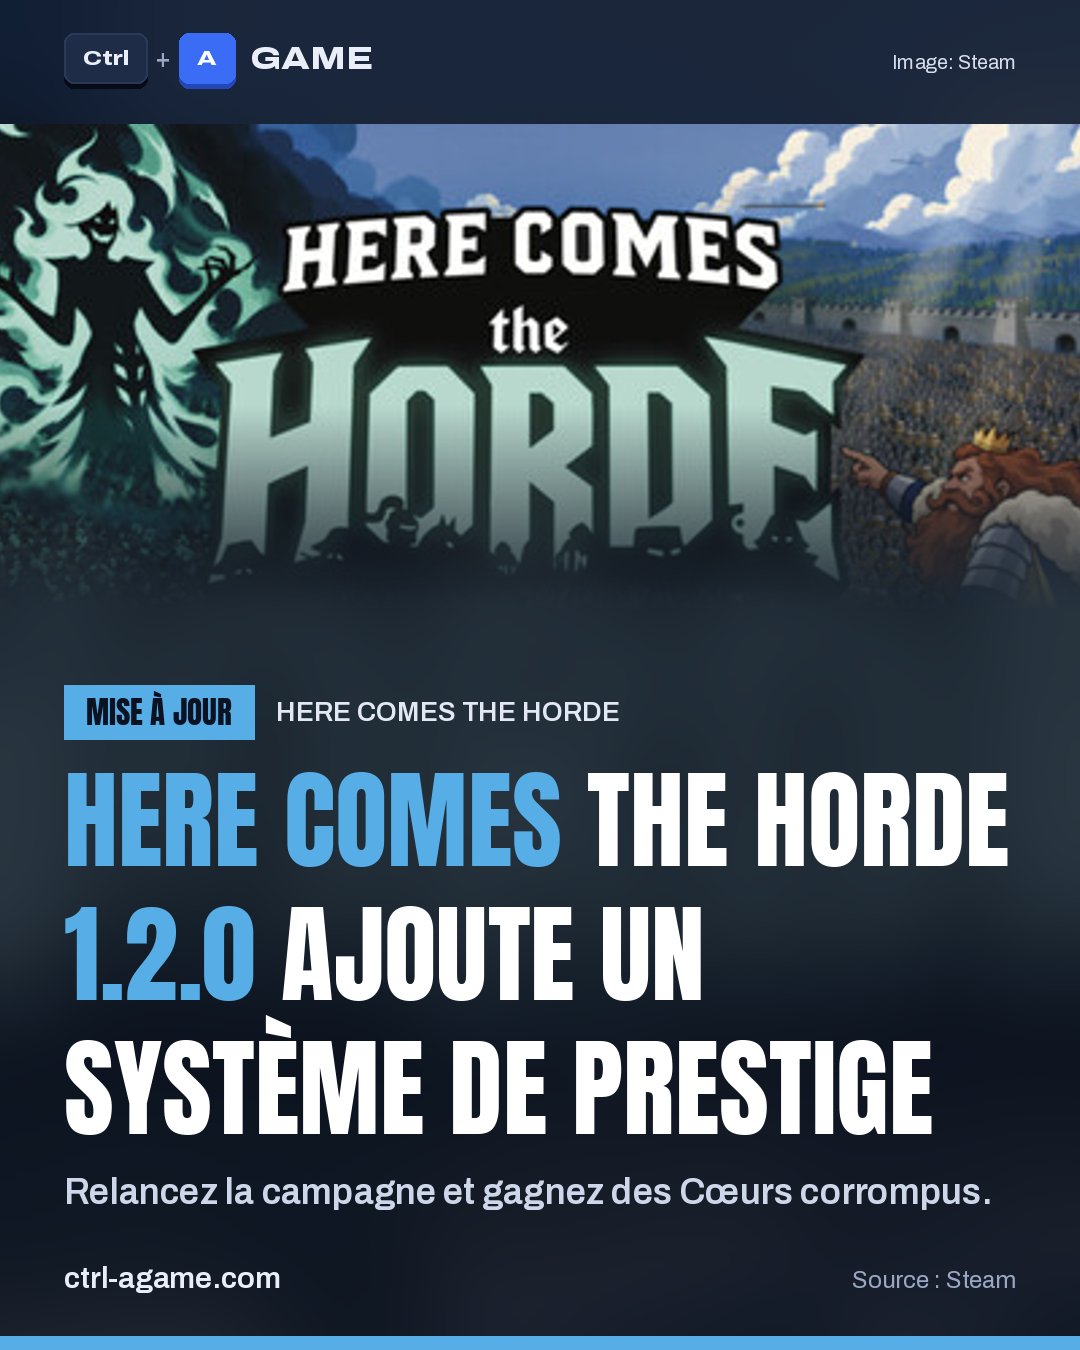 Ctrl + A GAME
Image: Steam
HERE COMES
the
HORDE
MISE À JOUR HERE COMES THE HORDE
HERE COMES THE HORDE
1.2.0 AJOUTE UN
SYSTÈME DE PRESTIGE
Relancez la campagne et gagnez des Cœurs corrompus.
ctrl-agame.com
Source : Steam